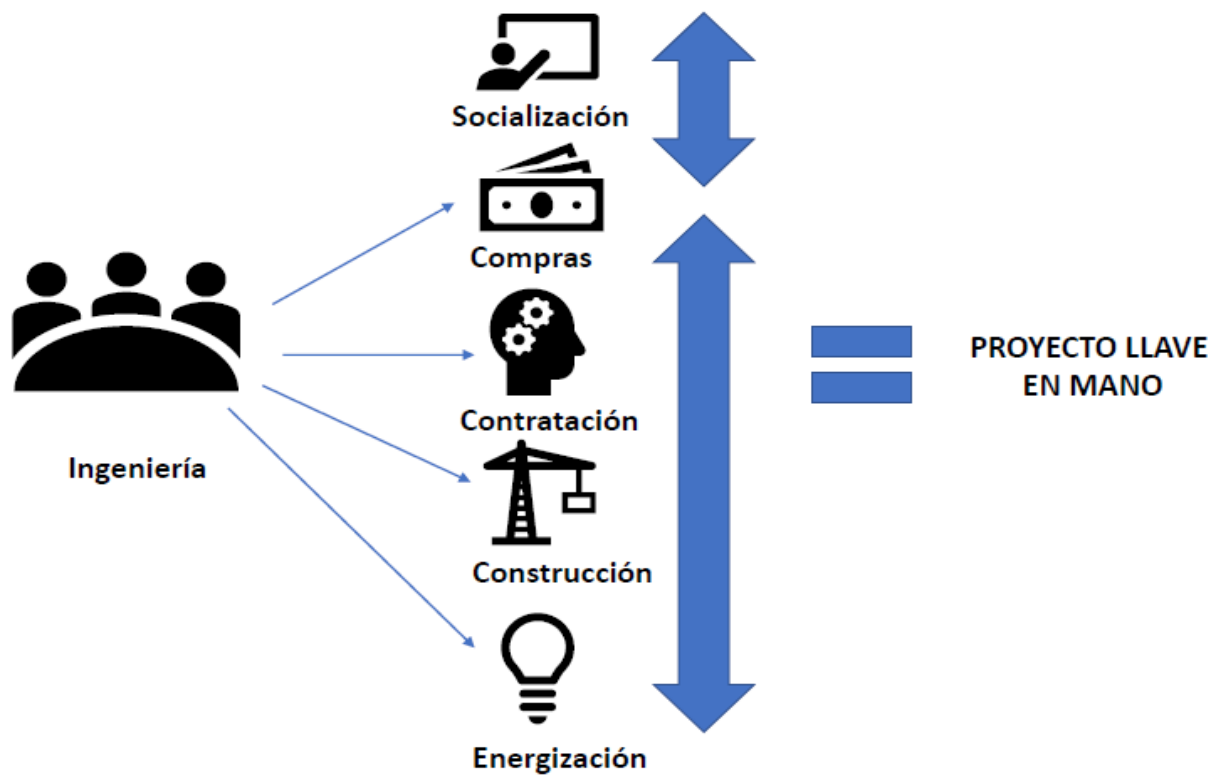 Socialización
Compras
Contratación
Ingeniería
Construcción
Energización
PROYECTO LLAVE
EN MANO